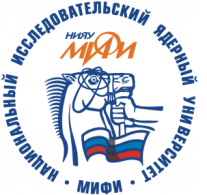 НАЦИОНАЛЬНЫЙ ИССЛЕДОВАТЕЛЬСКИЙ ЯДЕРНЫЙ УНИВЕРСИТЕТ
НИЯУ
МИФИ
• МИФИ •